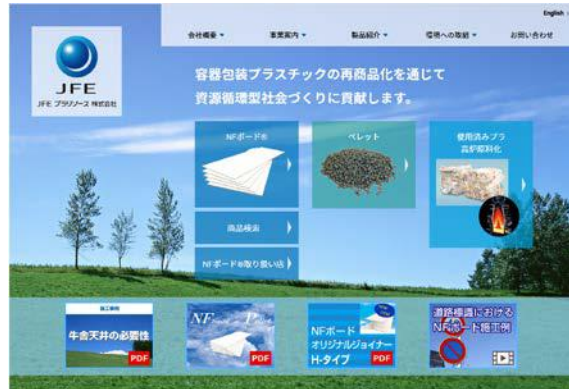 English
会社概要 ▼
事業案内 ▼
製品紹介 ▼
環境への取組 ▼
お問い合わせ
JFE
JFE プラリソース 株式会社
容器包装プラスチックの再商品化を通じて
資源循環型社会づくりに貢献します。
NFボード®
ペレット
使用済みプラ
高炉原料化
商品検索
NFボード®取り扱い店
施工事例
牛舎天井の必要性
PDF
PDF
NFボード
オリジナルジョイナー
H-タイプ
PDF
道路標識における
NFボード施工例